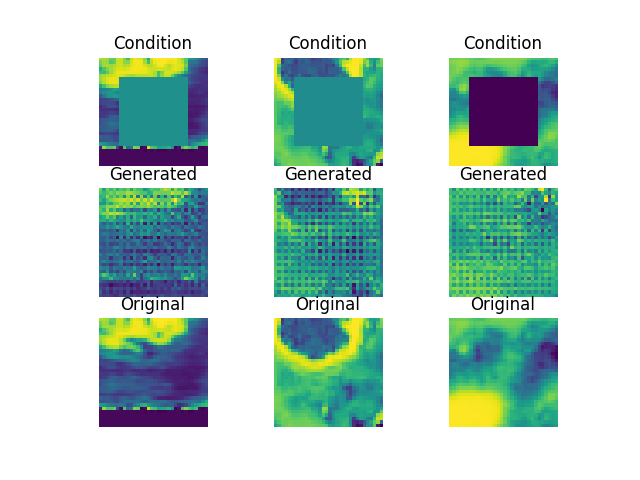 Condition Condition Condition
Generated Generated Generated
Original Original Original